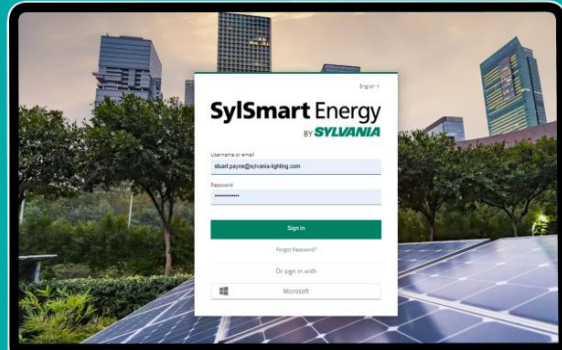 English
SylSmart Energy
BY SYLVANIA
Username or email
stuart.payne@sylvania-lighting.com
Password
Sign In
Forgot Password?
Or sign in with
Microsoft